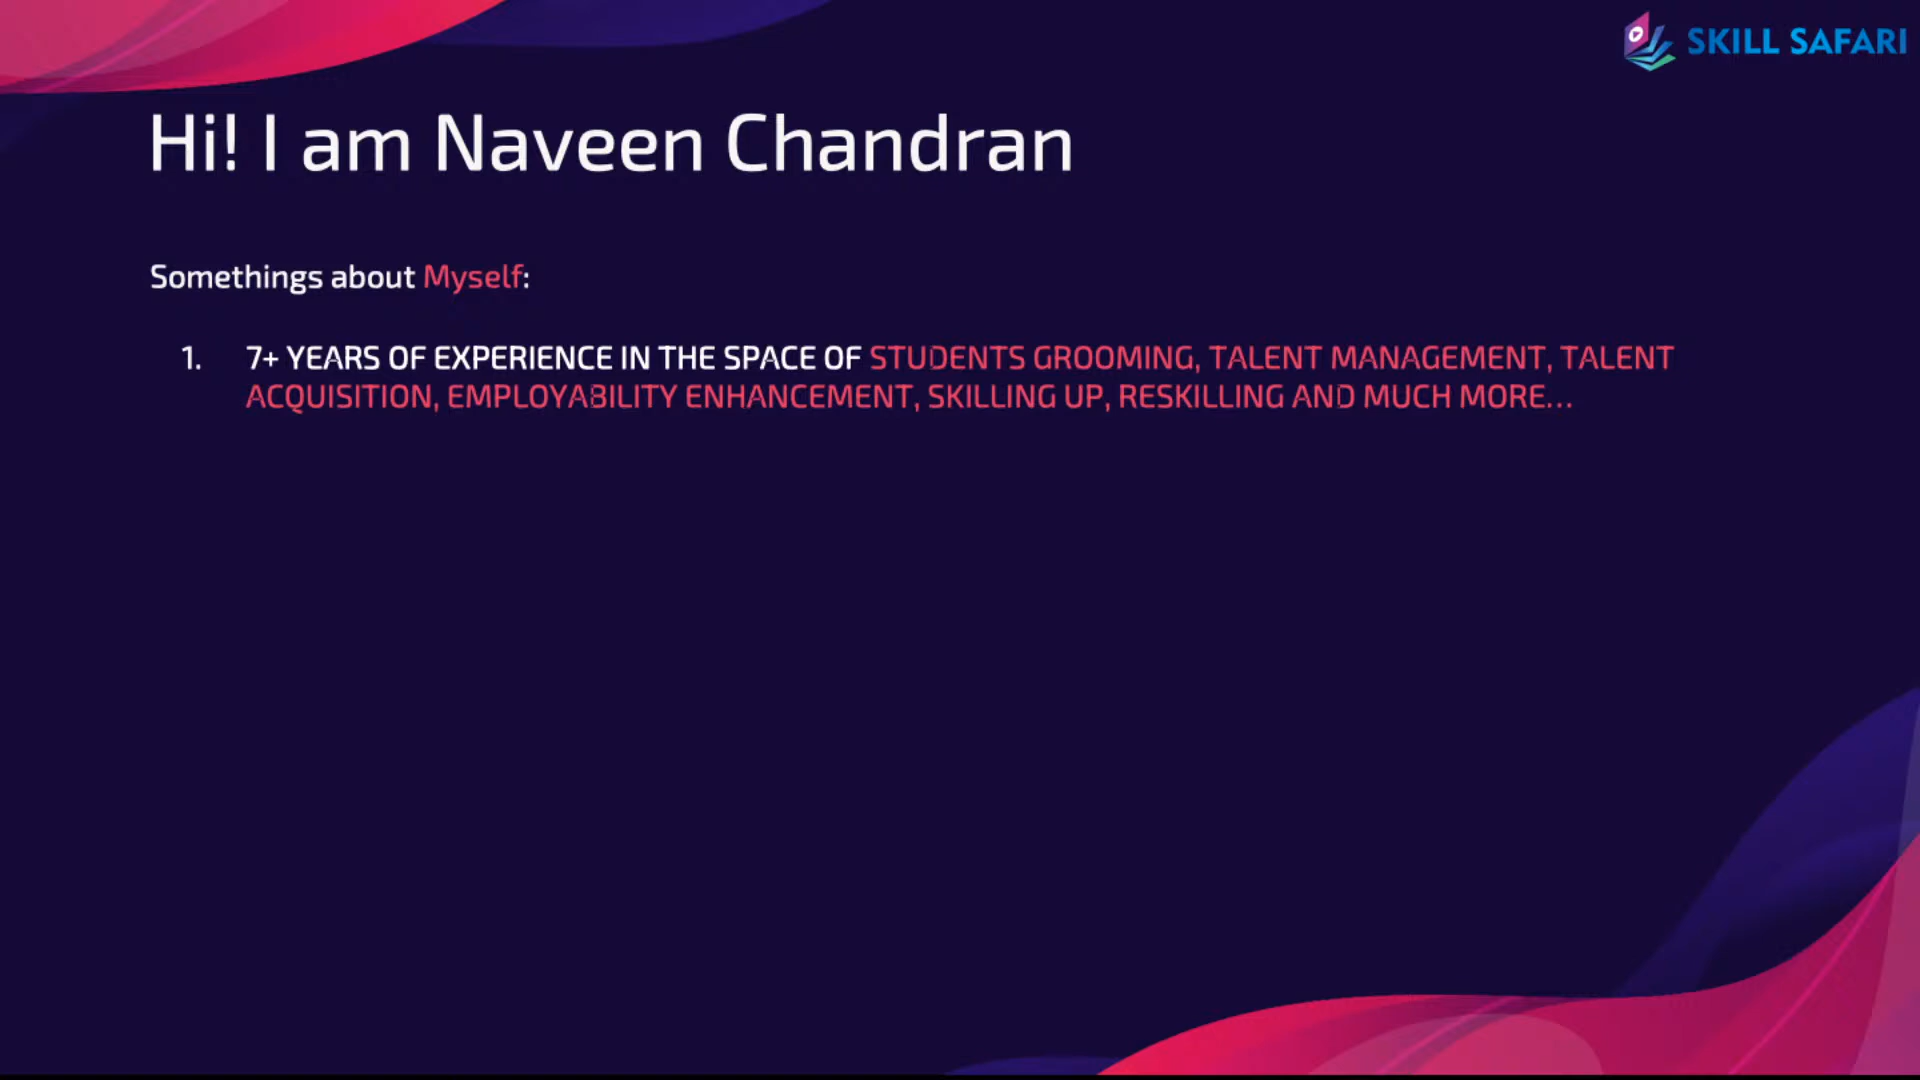 SKILL SAFARI
Hi! I am Naveen Chandran
Somethings about Myself:
1. 7+ YEARS OF EXPERIENCE IN THE SPACE OF STUDENTS GROOMING, TALENT MANAGEMENT, TALENT
ACQUISITION, EMPLOYABILITY ENHANCEMENT, SKILLING UP, RESKILLING AND MUCH MORE...